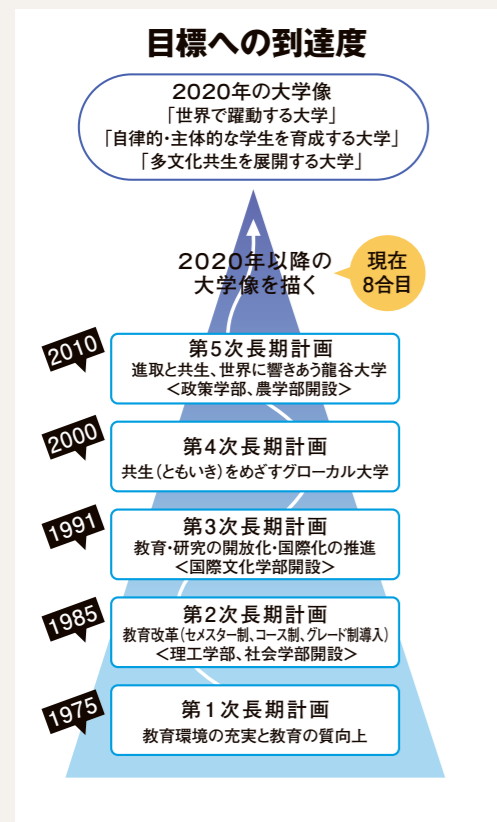 目標への到達度
2020年の大学像
「世界で躍動する大学」
「自律的・主体的な学生を育成する大学」
「多文化共生を展開する大学」
2020年以降の
大学像を描く
現在
8合目
2010
第5次長期計画
進取と共生、世界に響きあう龍谷大学
<政策学部、農学部開設>
2000
第4次長期計画
共生(ともいき)をめざすグローカル大学
1991
第3次長期計画
教育・研究の開放化・国際化の推進
<国際文化学部開設>
1985
第2次長期計画
教育改革(セメスター制、コース制、グレード制導入)
<理工学部、社会学部開設>
1975
第1次長期計画
教育環境の充実と教育の質向上